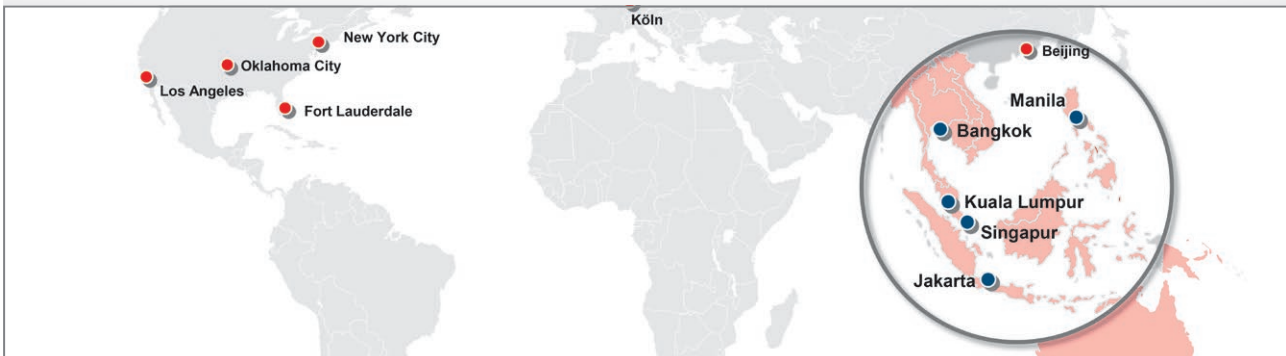 Köln
New York City
Oklahoma City
Los Angeles
Fort Lauderdale
Beijing
Manila
Bangkok
Kuala Lumpur
Singapur
Jakarta